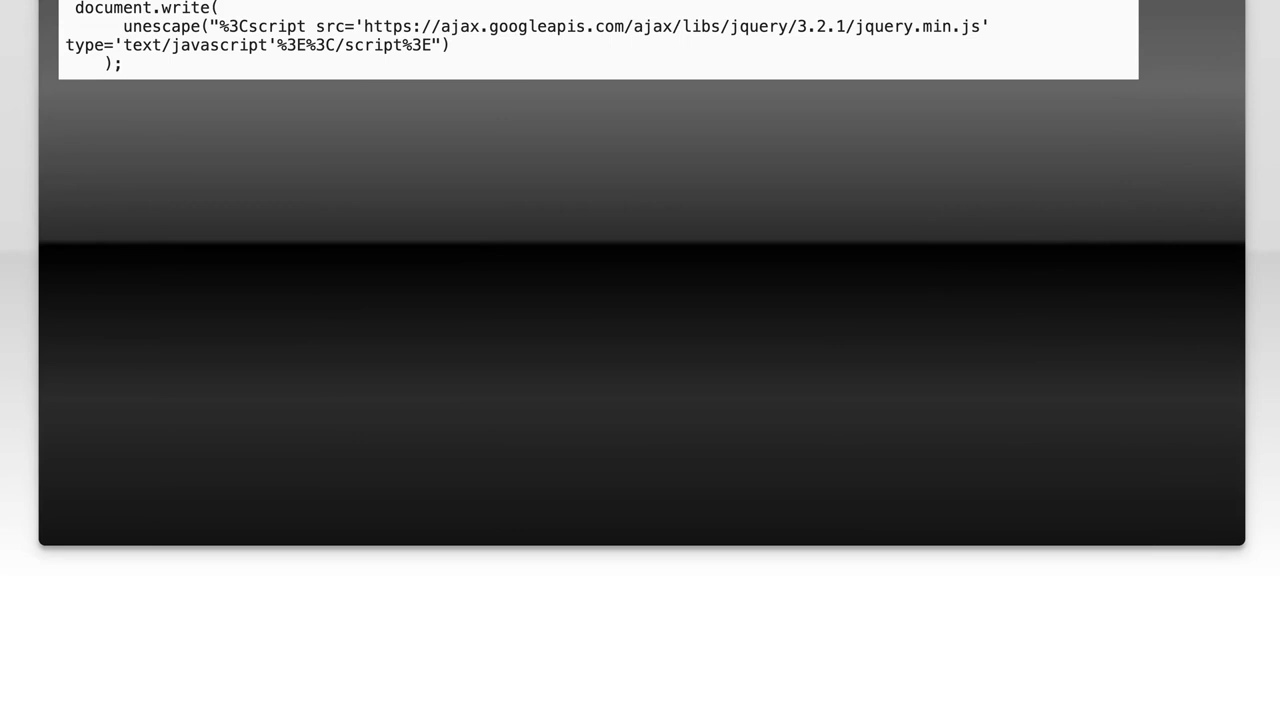 document.write(
unescape("%3Cscript src='https://ajax.googleapis.com/ajax/libs/jquery/3.2.1/jquery.min.js'
type='text/javascript'%3E%3C/script%3E")
);